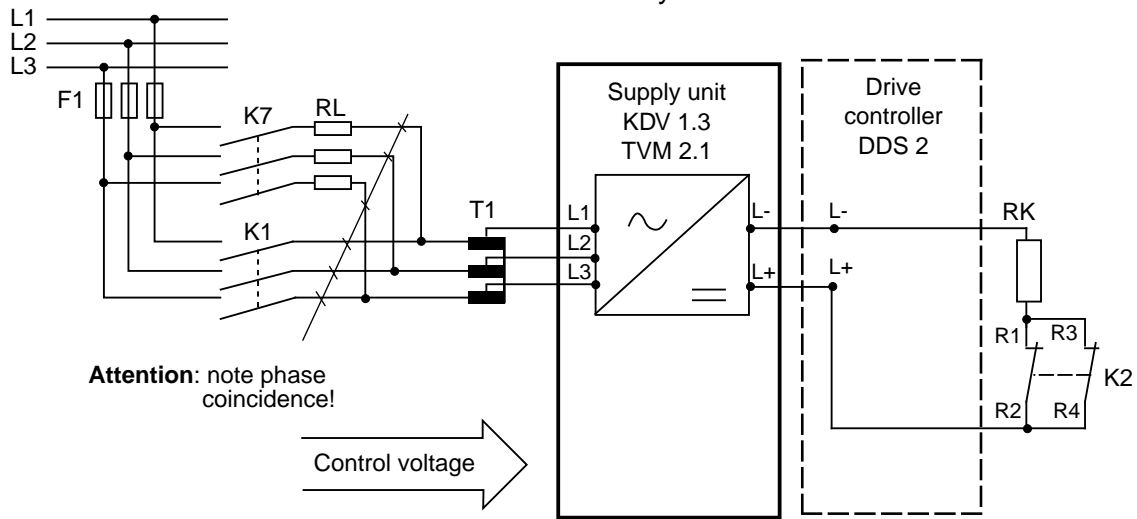 L1
L2
L3
F1
K7
RL
K1
T1
Attention: note phase
coincidence!
Control voltage
Supply unit
KDV 1.3
TVM 2.1
L1
L2
L3
L-
L+
Drive
controller
DDS 2
L-
L+
RK
R1
R3
K2
R2
R4